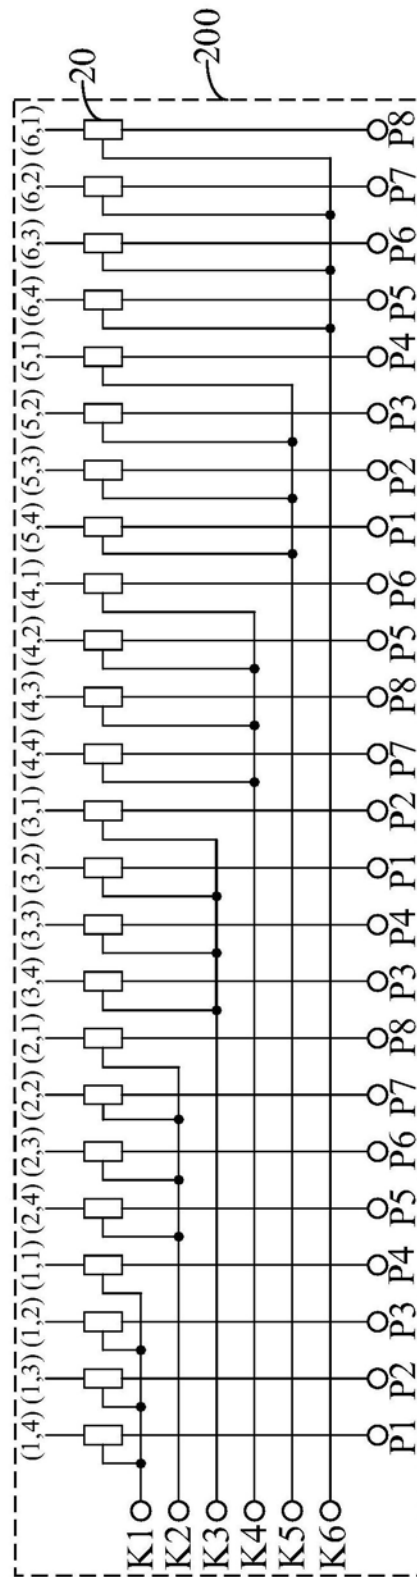 200
20
(1,4) (1,3) (1,2) (1,1) (2,4) (2,3) (2,2) (2,1) (3,4) (3,3) (3,2) (3,1) (4,4) (4,3) (4,2) (4,1) (5,4) (5,3) (5,2) (5,1) (6,4) (6,3) (6,2) (6,1)
K1
K2
K3
K4
K5
K6
P1 P2 P3 P4 P5 P6 P7 P8 P3 P4 P1 P2 P7 P8 P5 P6 P1 P2 P3 P4 P5 P6 P7 P8